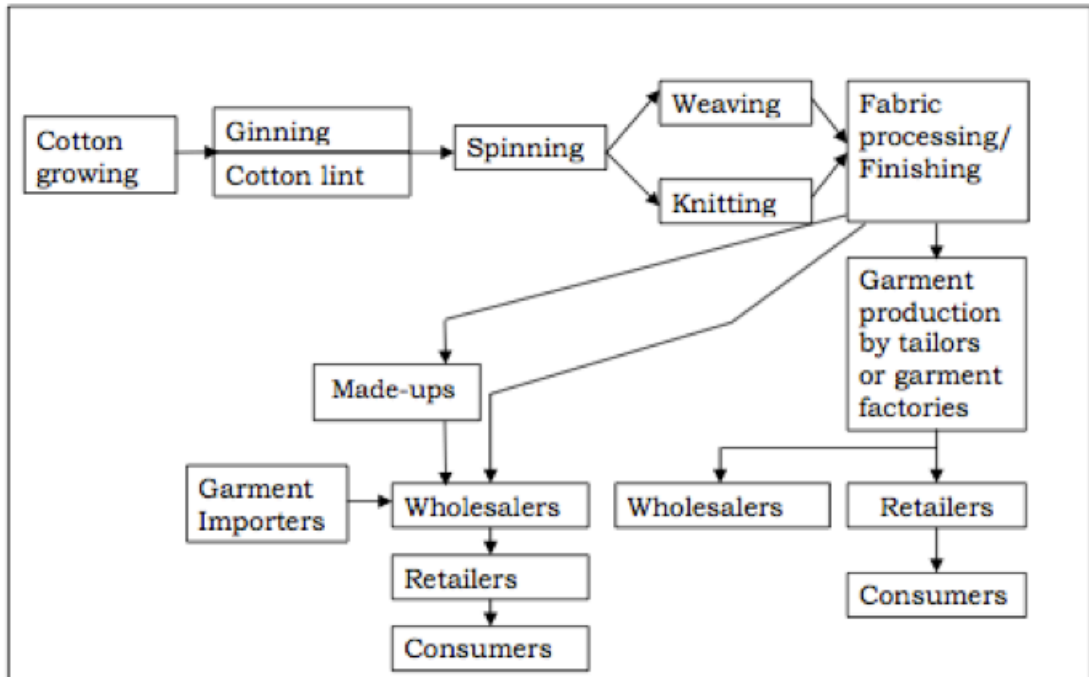 Cotton
growing
Ginning
Cotton lint
Spinning
Weaving
Knitting
Fabric
processing/
Finishing
Garment
production
by tailors
or garment
factories
Made-ups
Garment
Importers
Wholesalers
Retailers
Consumers
Wholesalers
Retailers
Consumers